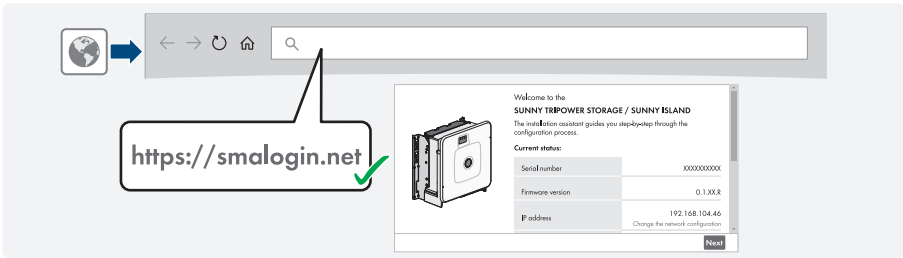 https://smalogin.net
Welcome to the
SUNNY TRIPOWER STORAGE / SUNNY ISLAND
The installation assistant guides you step-by-step through the
configuration process.
Current status:
Serial number XXXXXXXXXX
Firmware version 0.1.XX.R
IP address 192.168.104.46
Change the network configuration
Next